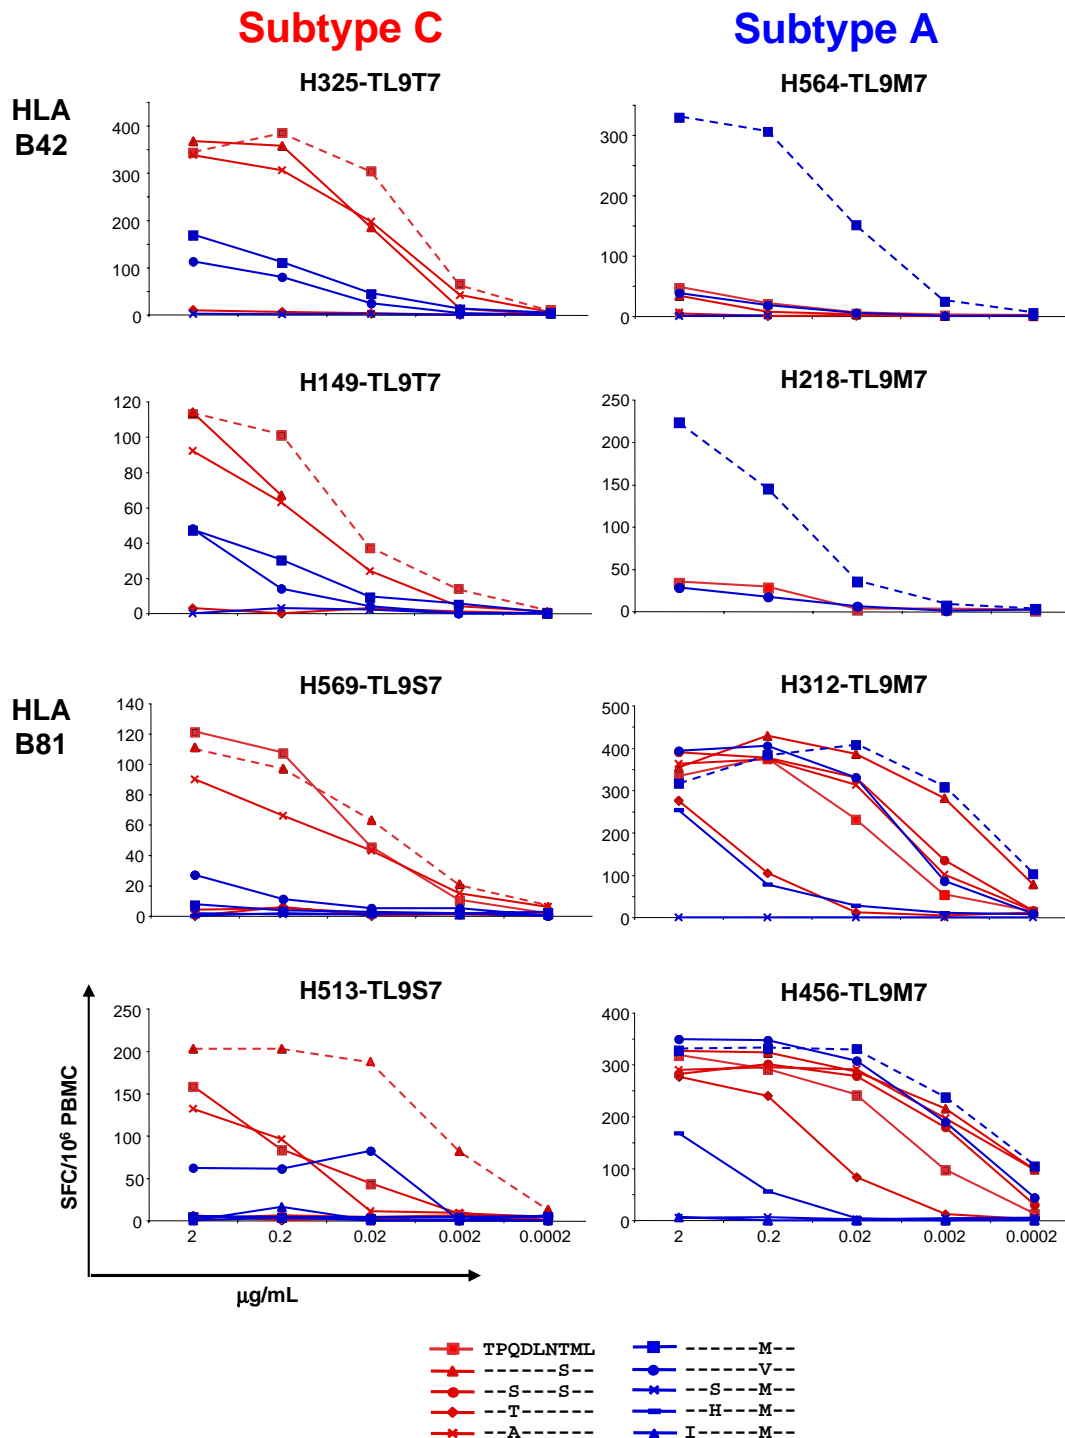 Subtype C
Subtype A
HLA
B42
H325-TL9T7
400
300
200
100
0
H564-TL9M7
300
200
100
0
H149-TL9T7
120
100
80
60
40
20
0
H218-TL9M7
250
200
150
100
50
0
HLA
B81
H569-TL9S7
140
120
100
80
60
40
20
0
H312-TL9M7
500
400
300
200
100
0
H513-TL9S7
250
200
150
100
50
0
2 0.2 0.02 0.002 0.0002
SFC/10⁶ PBMC
µg/mL
H456-TL9M7
400
300
200
100
0
2 0.2 0.02 0.002 0.0002
TPQDLNTML
------S--
--S---S--
--T------
--A------
------M--
------V--
--S---M--
--H---M--
I-----M--